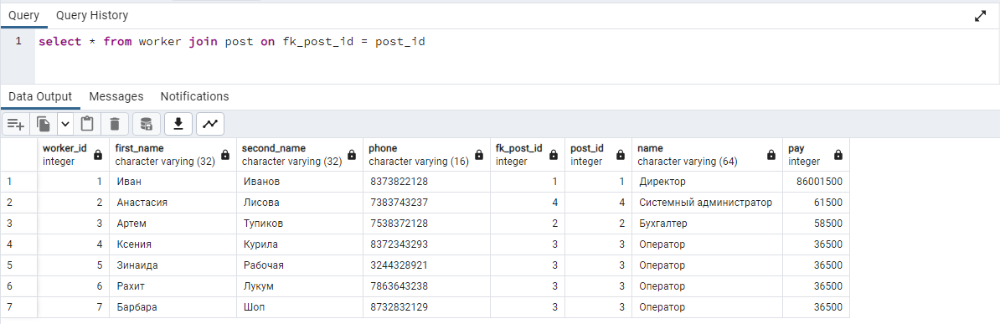 Query Query History
1 select * from worker join post on fk_post_id = post_id
Data Output Messages Notifications
worker_id first_name second_name phone fk_post_id post_id name pay
integer character varying (32) character varying (32) character varying (16) integer integer character varying (64) integer
1 1 Иван Иванов 8373822128 1 1 Директор 86001500
2 2 Анастасия Лисова 7383743237 4 4 Системный администратор 61500
3 3 Артем Тупиков 7538372128 2 2 Бухгалтер 58500
4 4 Ксения Курила 8372343293 3 3 Оператор 36500
5 5 Зинаида Рабочая 3244328921 3 3 Оператор 36500
6 6 Рахит Лукум 7863643238 3 3 Оператор 36500
7 7 Барбара Шоп 8732832129 3 3 Оператор 36500